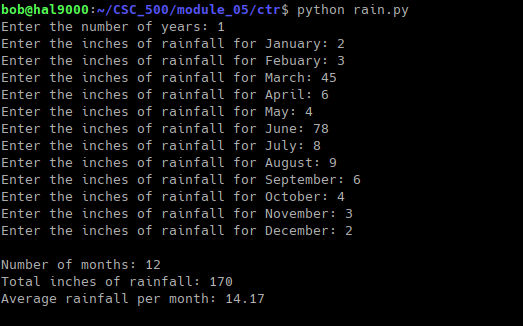 bob@hal9000:~/CSC_500/module_05/ctr$ python rain.py
Enter the number of years: 1
Enter the inches of rainfall for January: 2
Enter the inches of rainfall for Febuary: 3
Enter the inches of rainfall for March: 45
Enter the inches of rainfall for April: 6
Enter the inches of rainfall for May: 4
Enter the inches of rainfall for June: 78
Enter the inches of rainfall for July: 8
Enter the inches of rainfall for August: 9
Enter the inches of rainfall for September: 6
Enter the inches of rainfall for October: 4
Enter the inches of rainfall for November: 3
Enter the inches of rainfall for December: 2
Number of months: 12
Total inches of rainfall: 170
Average rainfall per month: 14.17